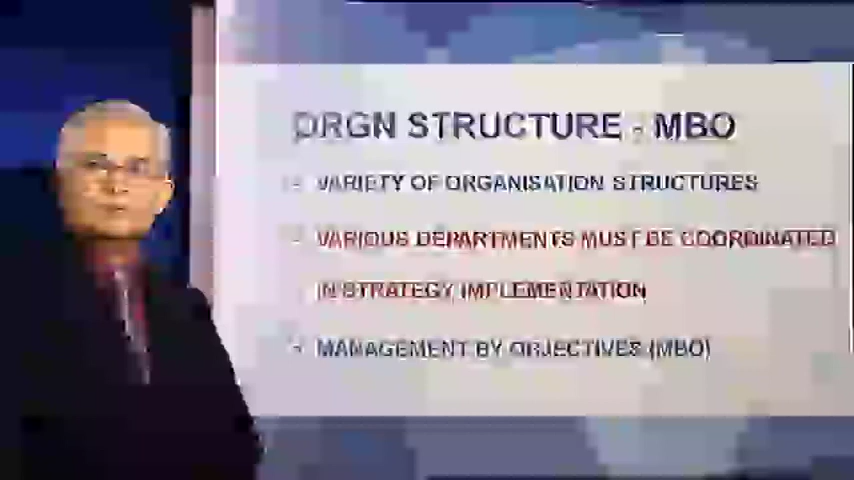 ORGN STRUCTURE - MBO
- VARIETY OF ORGANISATION STRUCTURES
- VARIOUS DEPARTMENTS MUST BE COORDINATED
IN STRATEGY IMPLEMENTATION
- MANAGEMENT BY OBJECTIVES (MBO)